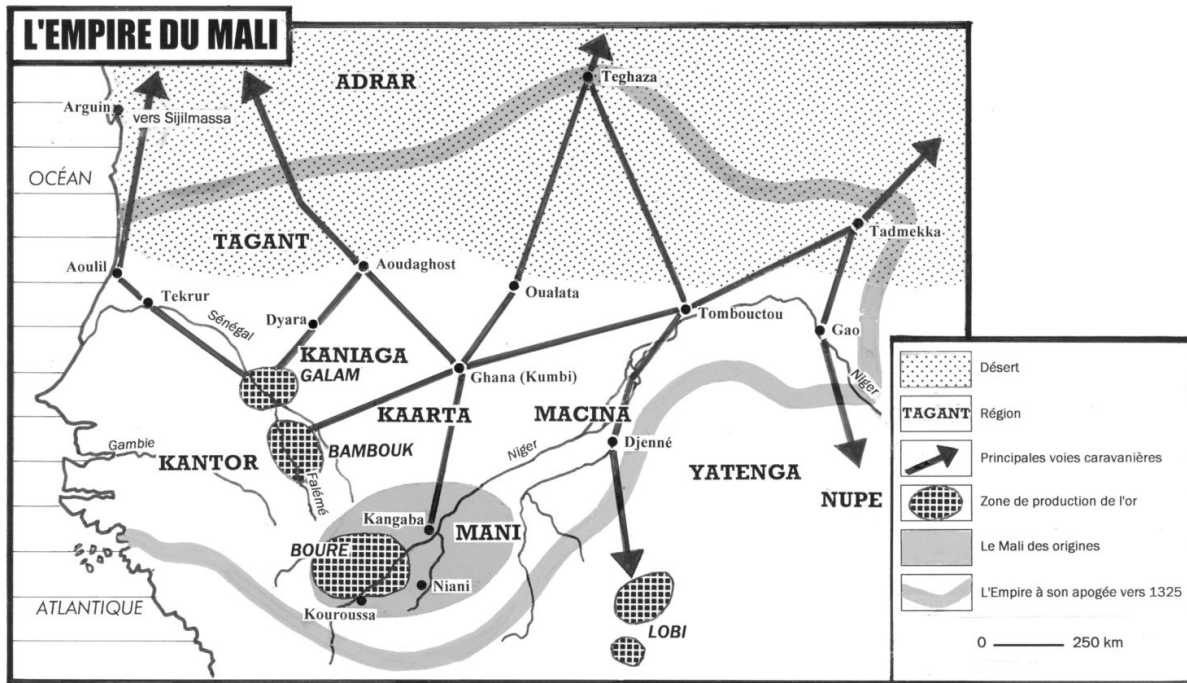 L'EMPIRE DU MALI
ADRAR
Teghaza
Arguin
vers Sijilmassa
OCÉAN
TAGANT
Tadmekka
Aoulil
Aoudaghost
Oualata
Tekrur
Sénégal
Dyara
Tombouctou
Gao
KANIAGA
GALAM
Ghana (Kumbi)
Niger
KAARTA
MACINA
Gambie
KANTOR
BAMBOUK
Niger
Djenné
YATENGA
Falémé
NUPE
Kangaba
MANI
BOURE
Niani
Kouroussa
ATLANTIQUE
LOBI
Désert
TAGANT
Région
Principales voies caravanières
Zone de production de l'or
Le Mali des origines
L'Empire à son apogée vers 1325
0 250 km